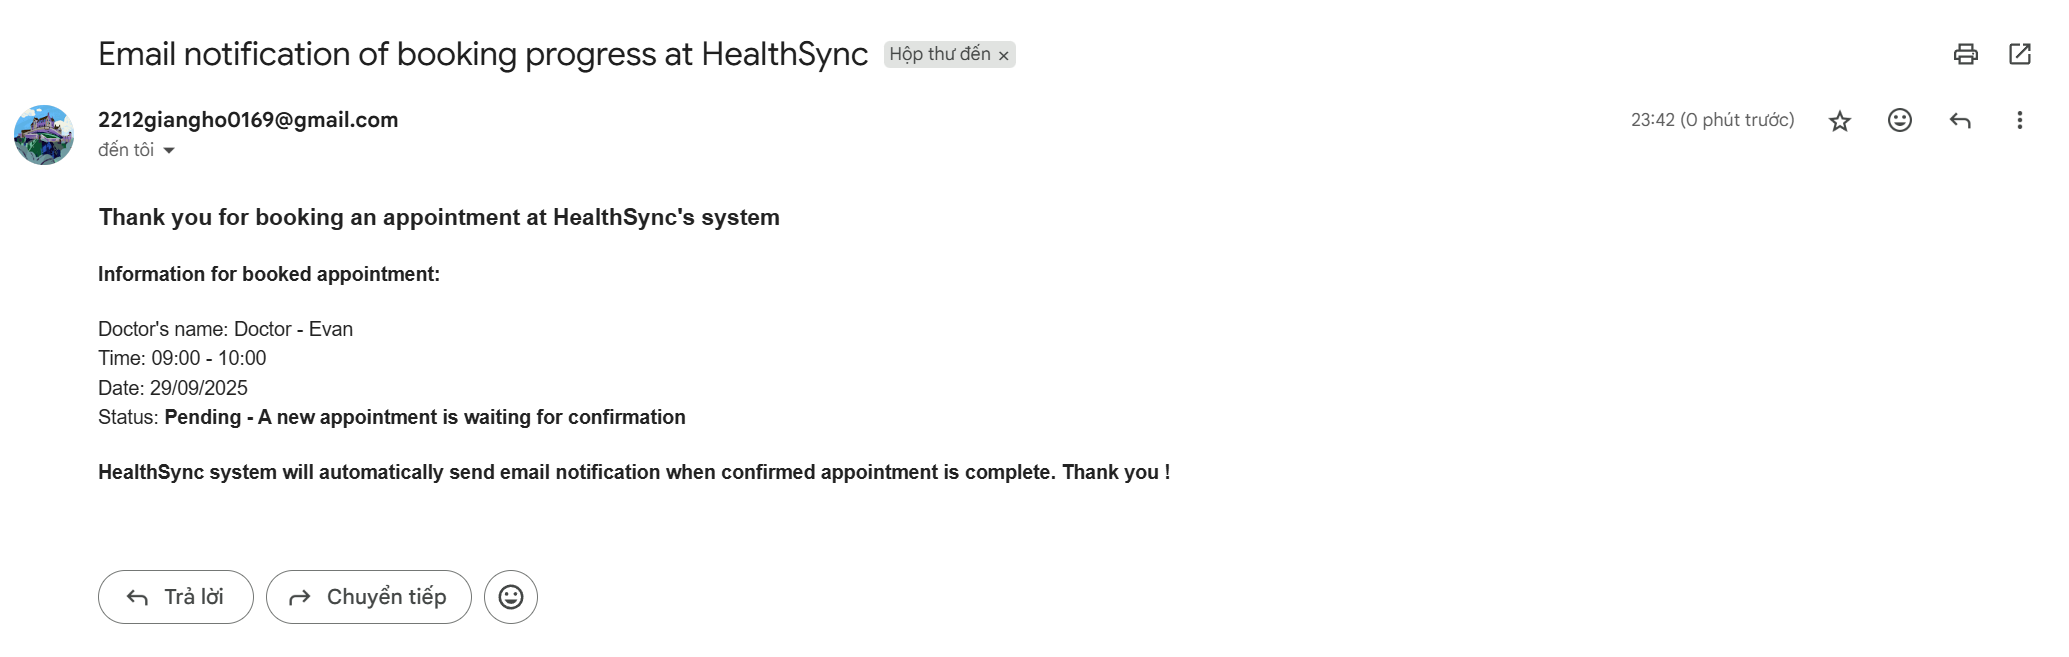 Email notification of booking progress at HealthSync Hộp thư đến ×
2212giangho0169@gmail.com 23:42 (0 phút trước)
đến tôi
Thank you for booking an appointment at HealthSync's system
Information for booked appointment:
Doctor's name: Doctor - Evan
Time: 09:00 - 10:00
Date: 29/09/2025
Status: Pending - A new appointment is waiting for confirmation
HealthSync system will automatically send email notification when confirmed appointment is complete. Thank you !
Trả lời Chuyển tiếp